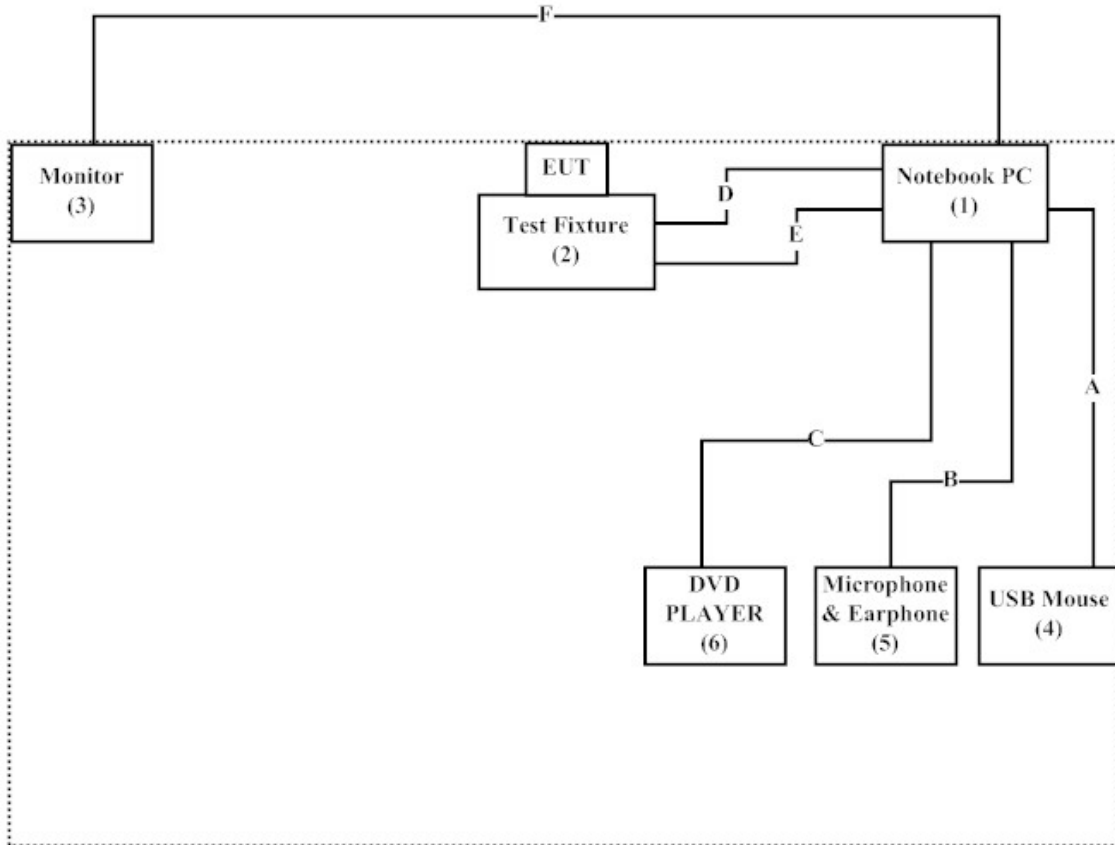 F
Monitor
(3)
EUT
Test Fixture
(2)
D
E
Notebook PC
(1)
A
C
B
DVD
PLAYER
(6)
Microphone
& Earphone
(5)
USB Mouse
(4)